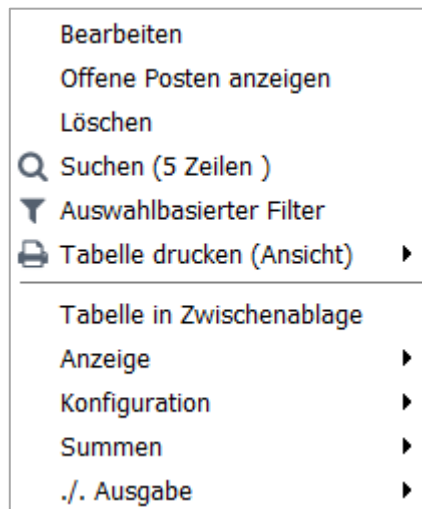 Bearbeiten
Offene Posten anzeigen
Löschen
Suchen (5 Zeilen )
Auswahlbasierter Filter
Tabelle drucken (Ansicht)
Tabelle in Zwischenablage
Anzeige
Konfiguration
Summen
./. Ausgabe